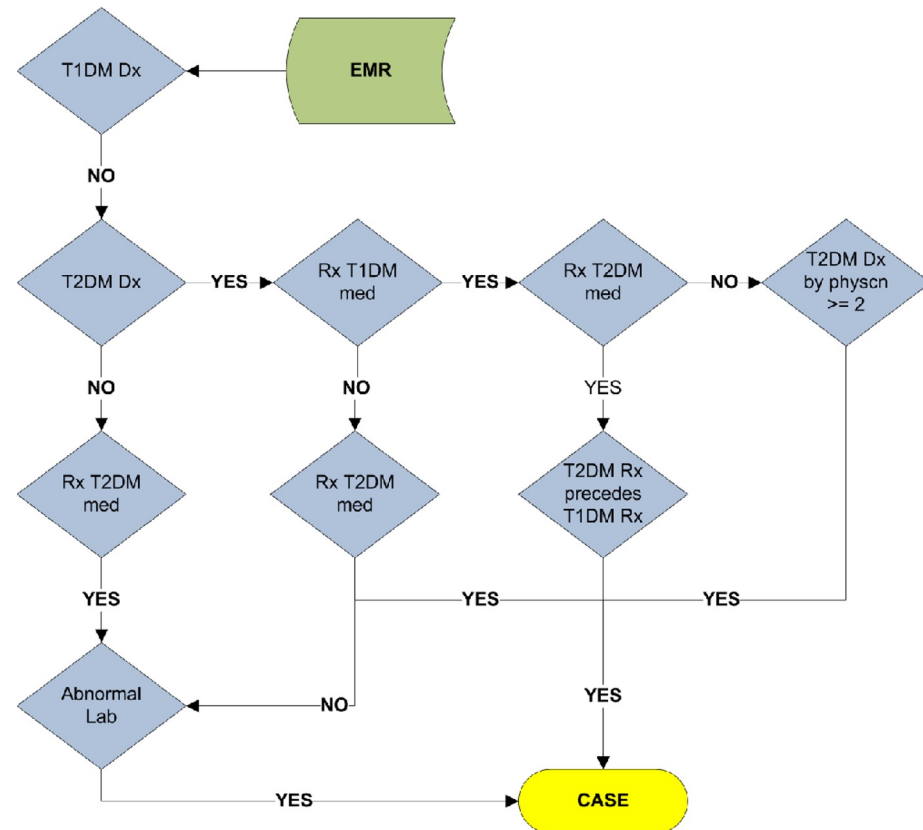 T1DM Dx
EMR
NO
T2DM Dx
YES
Rx T1DM
med
YES
Rx T2DM
med
NO
T2DM Dx
by physcn
>= 2
NO
NO
YES
Rx T2DM
med
Rx T2DM
med
T2DM Rx
precedes
T1DM Rx
YES
YES
YES
Abnormal
Lab
NO
YES
YES
CASE